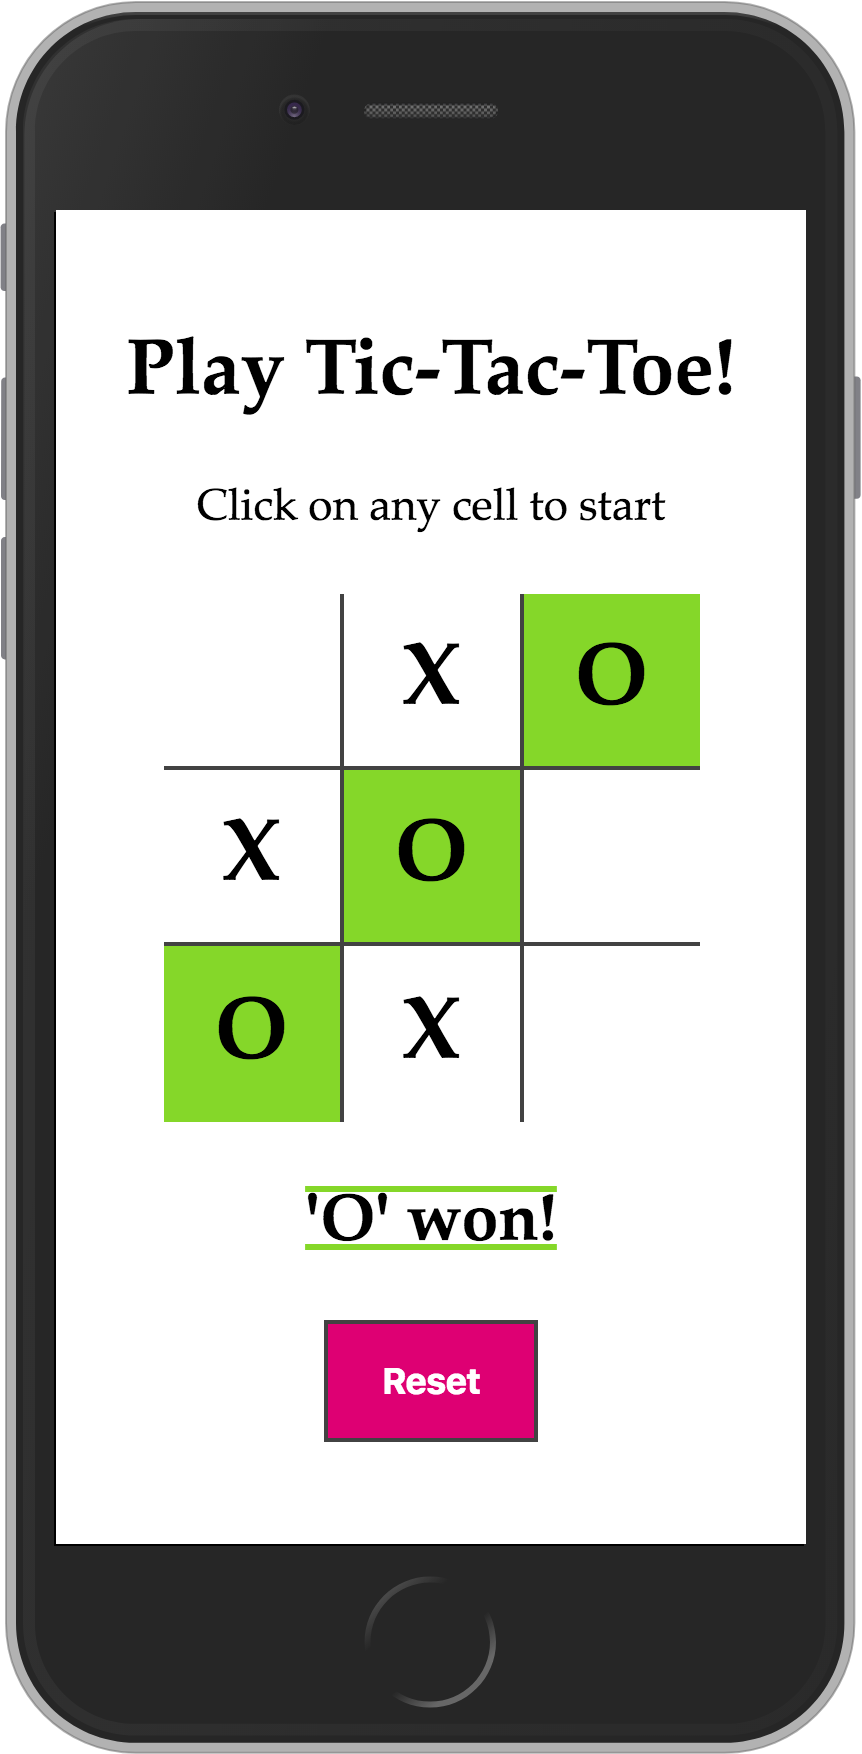 Play Tic-Tac-Toe!
Click on any cell to start
X O
X O
O X
'O' won!
Reset